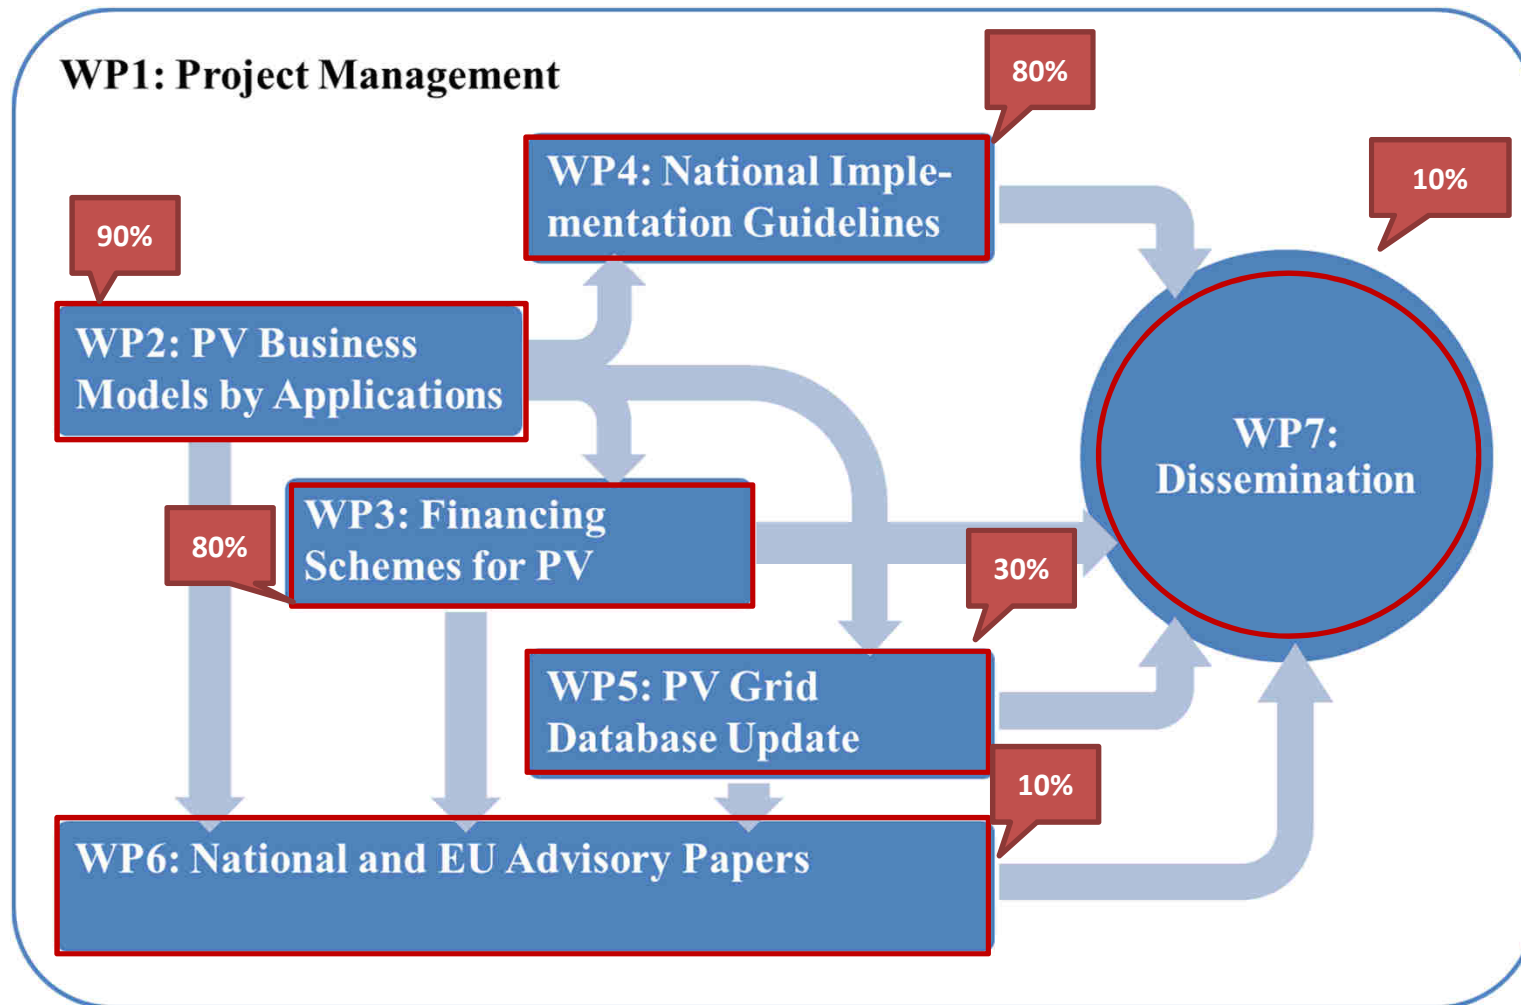 WP1: Project Management
80%
WP4: National Imple-
mentation Guidelines
10%
90%
WP2: PV Business
Models by Applications
WP7:
Dissemination
WP3: Financing
Schemes for PV
80%
30%
WP5: PV Grid
Database Update
10%
WP6: National and EU Advisory Papers